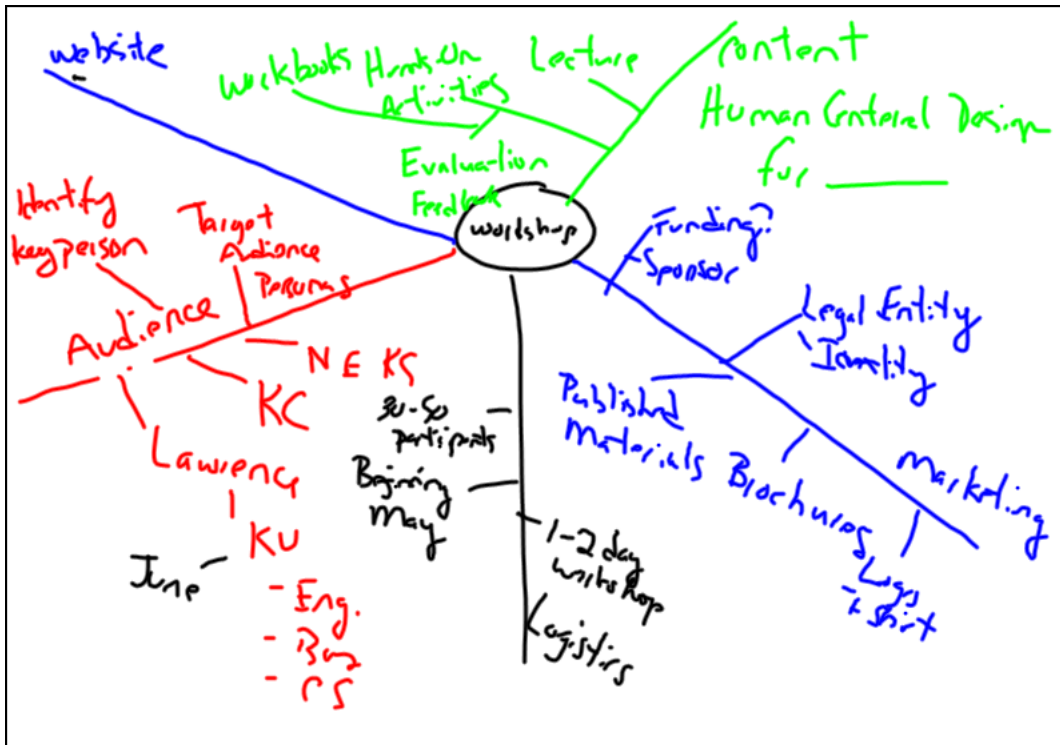 website
Workbooks
Hands On
Activities
Lecture
Content
Human Centered Design
for
Evaluation
Feedback
workshop
Identify
key person
Target
Audience
Personas
Audience
NE KS
KC
Lawrence
KU
June
- Eng.
- Bus
- CS
30-50
participants
Beginning
May
1-2 day
workshop
Logistics
Funding?
- Sponsor
Legal Entity
Published
Materials
Brochures
Marketing
Logos
- T Shirt